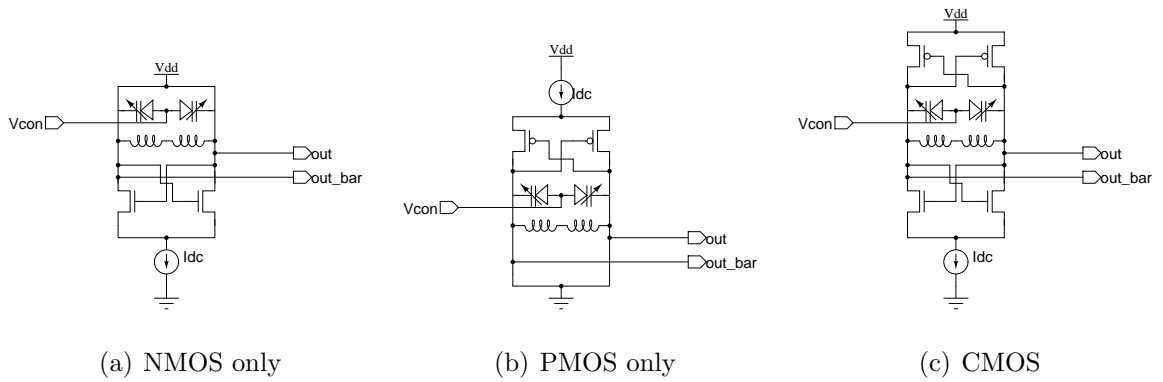 Vdd
Vcon
out
out_bar
Idc
(a) NMOS only
Vdd
Idc
Vcon
out
out_bar
(b) PMOS only
Vdd
Vcon
out
out_bar
Idc
(c) CMOS